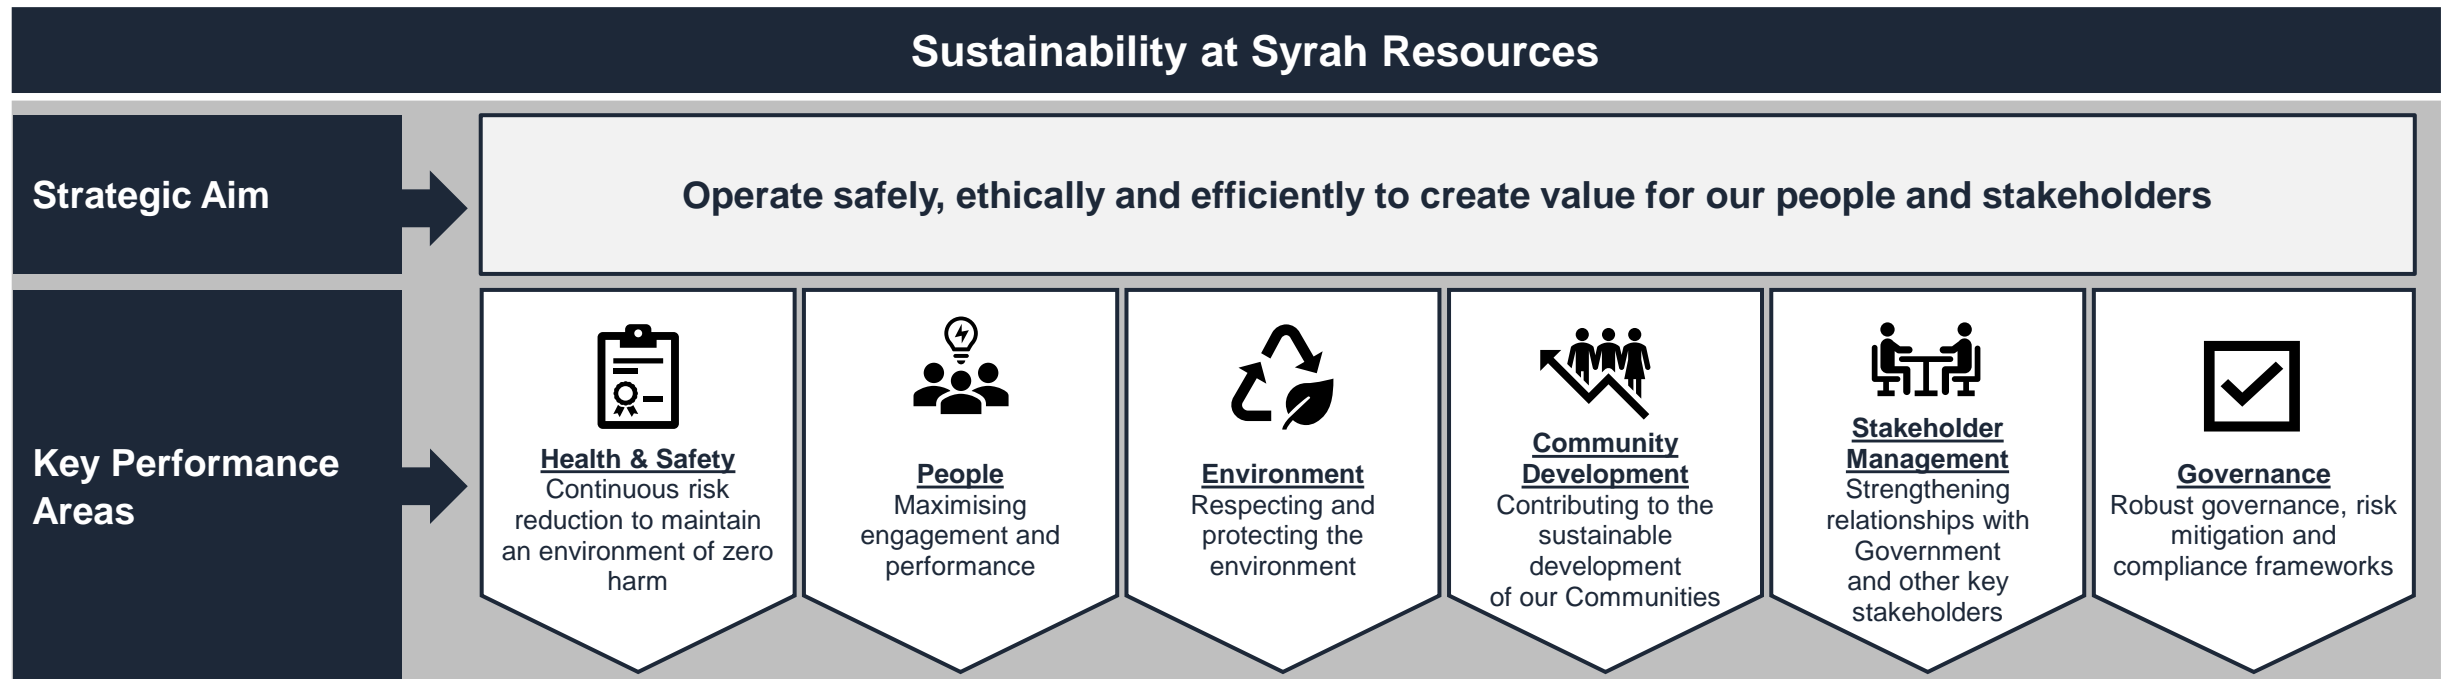 Sustainability at Syrah Resources
Strategic Aim
Operate safely, ethically and efficiently to create value for our people and stakeholders
Key Performance
Areas
Health & Safety
Continuous risk
reduction to maintain
an environment of zero
harm
People
Maximising
engagement and
performance
Environment
Respecting and
protecting the
environment
Community
Development
Contributing to the
sustainable
development
of our Communities
Stakeholder
Management
Strengthening
relationships with
Government
and other key
stakeholders
Governance
Robust governance, risk
mitigation and
compliance frameworks